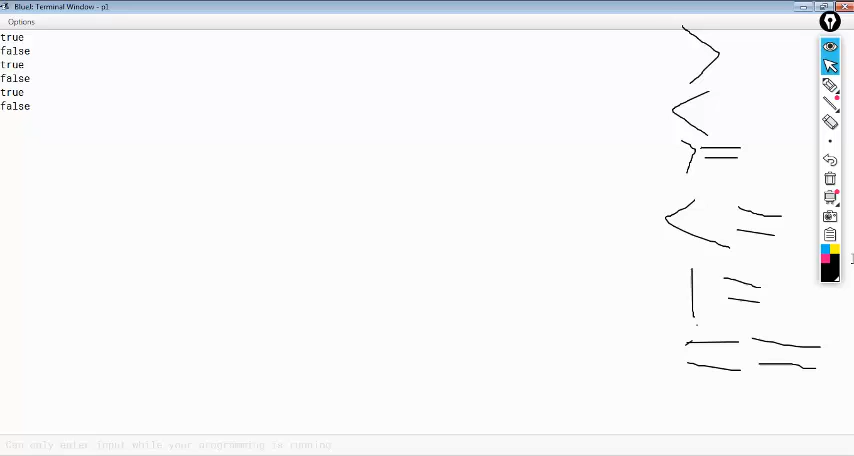 BlueJ: Terminal Window - p1
Options
true
false
true
false
true
false
>
<
>=
<=
!=
==
Can only enter input while your programming is running